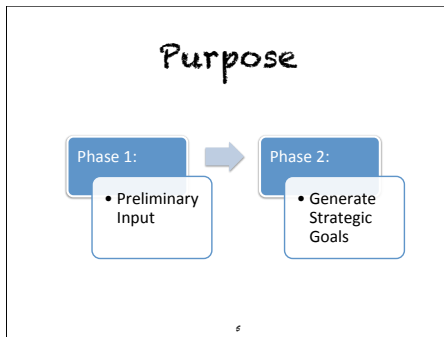 Purpose
Phase 1:
• Preliminary
Input
Phase 2:
• Generate
Strategic
Goals
5